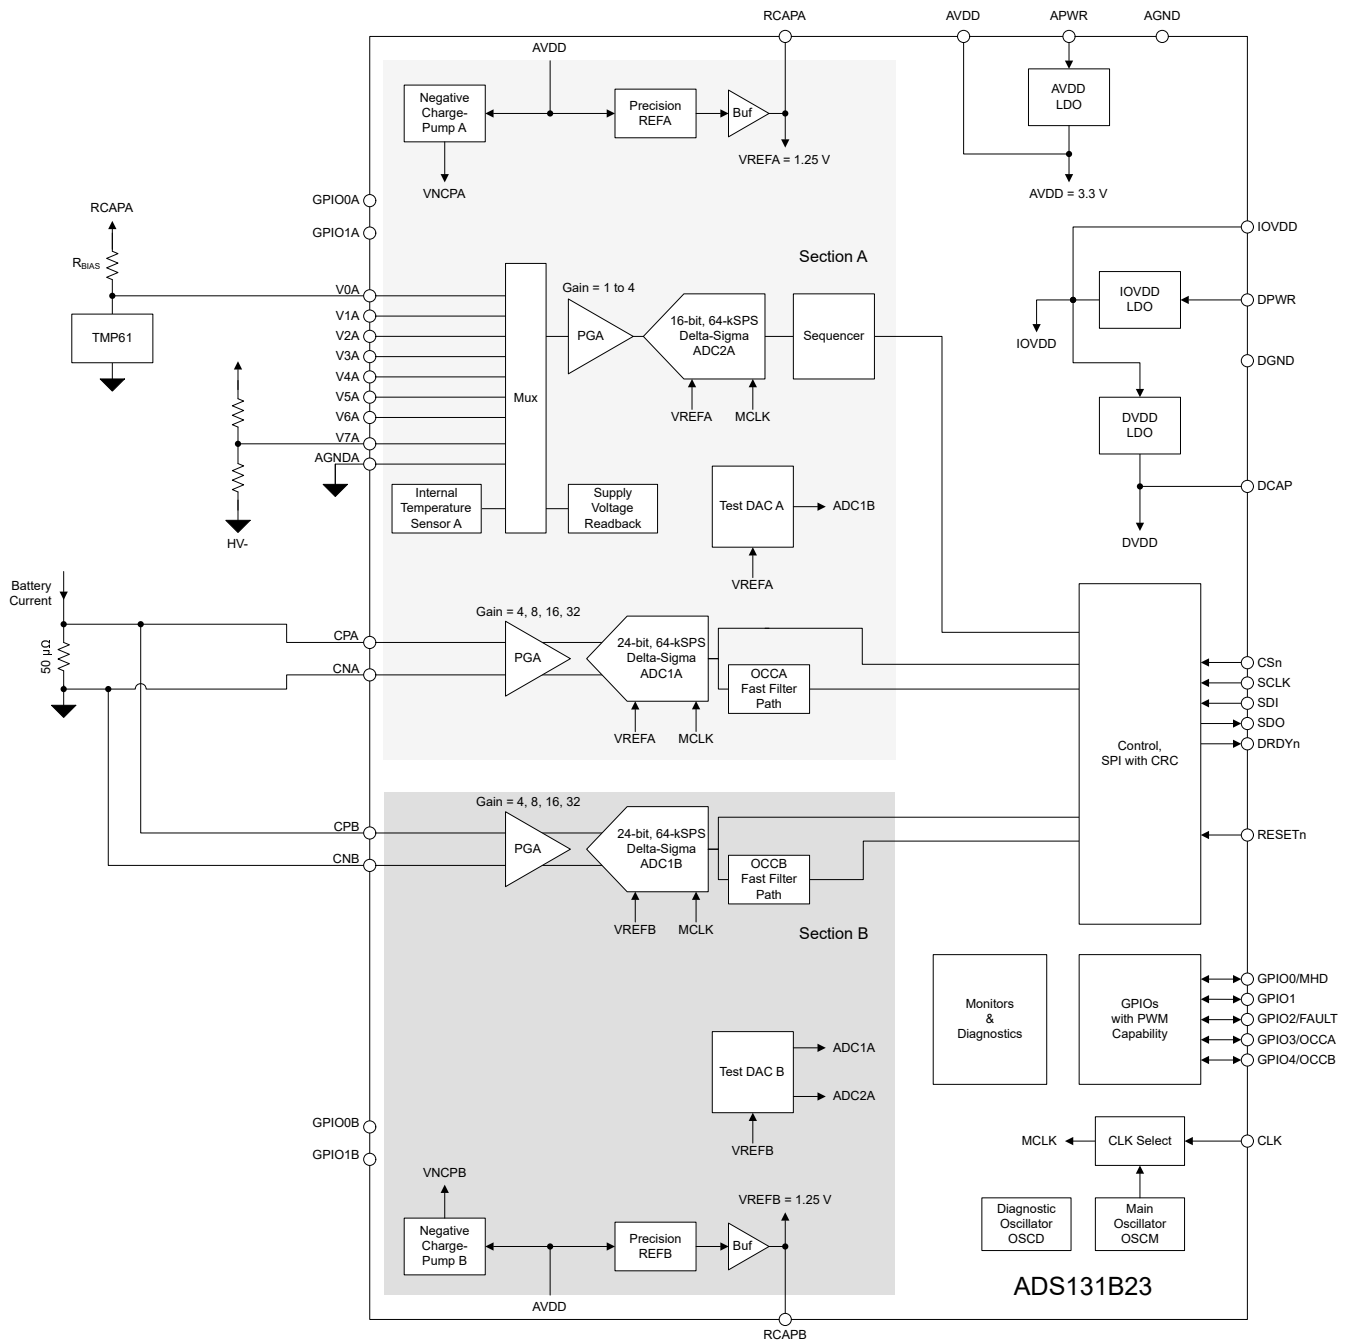 RCAPA
AVDD
APWR
AGND
AVDD
Negative
Charge-
Pump A
Precision
REFA
Buf
AVDD
LDO
VREFA = 1.25 V
VNCPA
AVDD = 3.3 V
GPIO0A
RCAPA
GPIO1A
IOVDD
RBIAS
Section A
V0A
Gain = 1 to 4
IOVDD
LDO
DPWR
V1A
TMP61
V2A
PGA
16-bit, 64-kSPS
Delta-Sigma
ADC2A
Sequencer
IOVDD
V3A
DGND
V4A
V5A
Mux
VREFA
MCLK
V6A
DVDD
LDO
V7A
AGNDA
Internal
Temperature
Sensor A
Supply
Voltage
Readback
Test DAC A
ADC1B
DCAP
HV-
DVDD
VREFA
Battery
Current
Gain = 4, 8, 16, 32
50 µΩ
CPA
CNA
PGA
24-bit, 64-kSPS
Delta-Sigma
ADC1A
OCCA
Fast Filter
Path
CSn
SCLK
SDI
SDO
DRDYn
VREFA
MCLK
Control,
SPI with CRC
Gain = 4, 8, 16, 32
CPB
CNB
PGA
24-bit, 64-kSPS
Delta-Sigma
ADC1B
OCCB
Fast Filter
Path
RESETn
VREFB
MCLK
Section B
Monitors
&
Diagnostics
GPIOs
with PWM
Capability
GPIO0/MHD
GPIO1
GPIO2/FAULT
GPIO3/OCCA
GPIO4/OCCB
Test DAC B
ADC1A
ADC2A
VREFB
GPIO0B
GPIO1B
MCLK
CLK Select
CLK
VNCPB
VREFB = 1.25 V
Diagnostic
Oscillator
OSCD
Main
Oscillator
OSCM
Negative
Charge-
Pump B
Precision
REFB
Buf
AVDD
ADS131B23
RCAPB